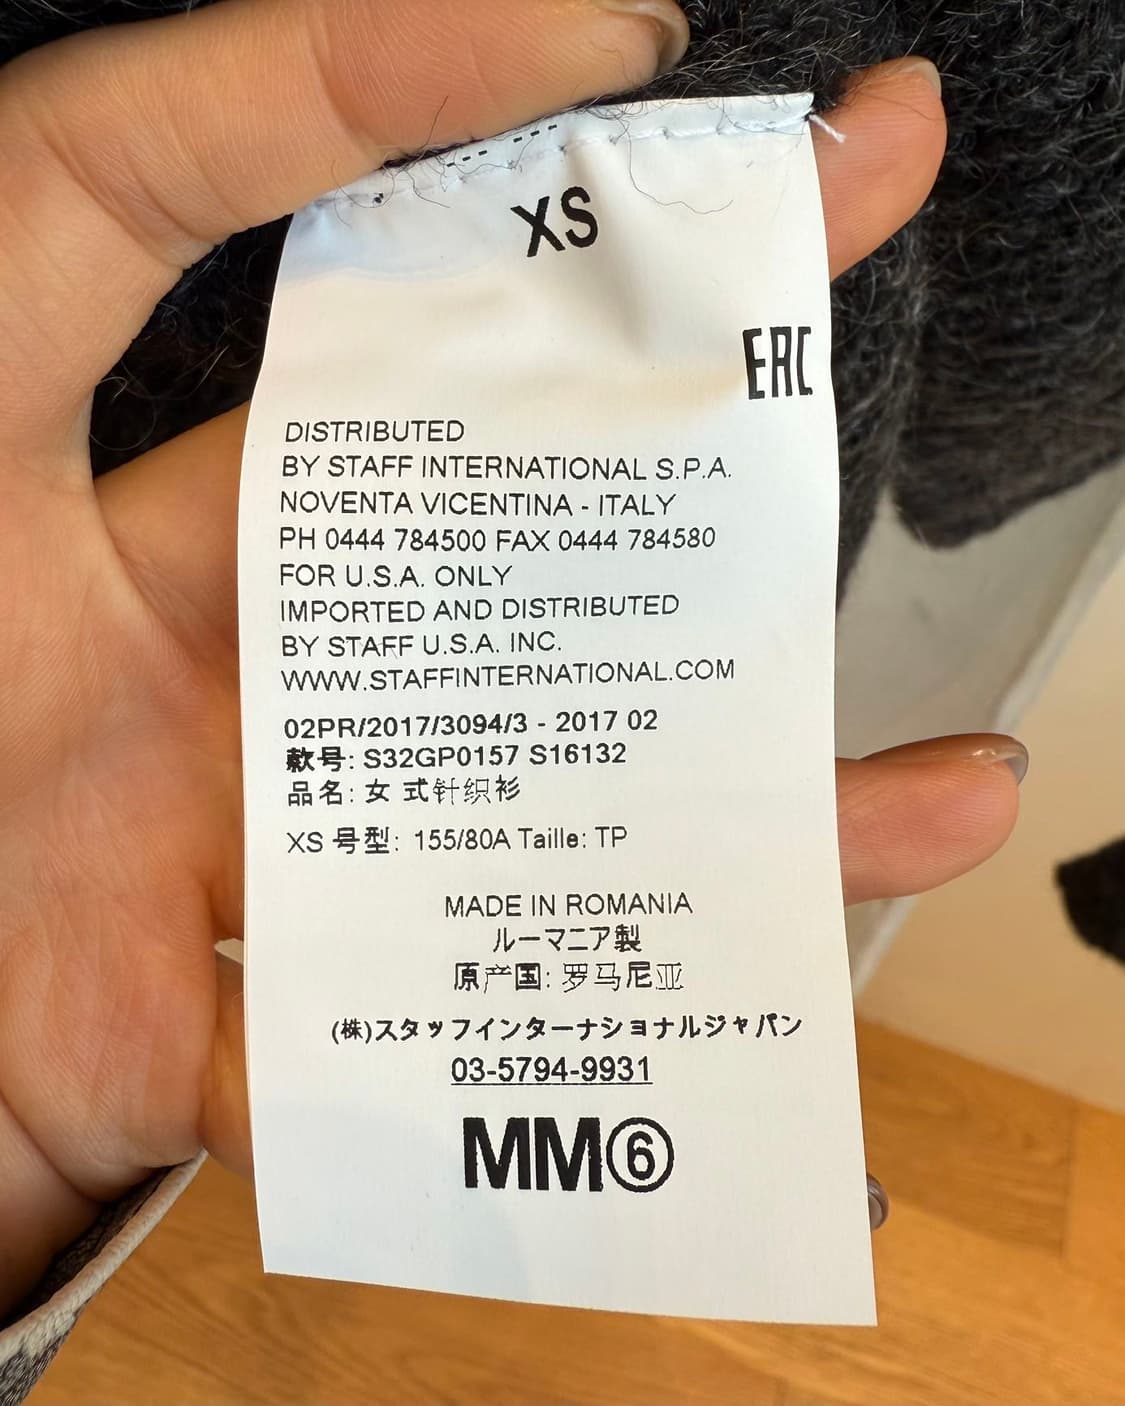 XS
EAC
DISTRIBUTED
BY STAFF INTERNATIONAL S.P.A.
NOVENTA VICENTINA - ITALY
PH 0444 784500 FAX 0444 784580
FOR U.S.A. ONLY
IMPORTED AND DISTRIBUTED
BY STAFF U.S.A. INC.
WWW.STAFFINTERNATIONAL.COM
02PR/2017/3094/3 - 2017 02
款号: S32GP0157 S16132
品名: 女 式针织衫
XS 号型: 155/80A Taille: TP
MADE IN ROMANIA
ルーマニア製
原产国: 罗马尼亚
(株)スタッフインターナショナルジャパン
03-5794-9931
MM⑥